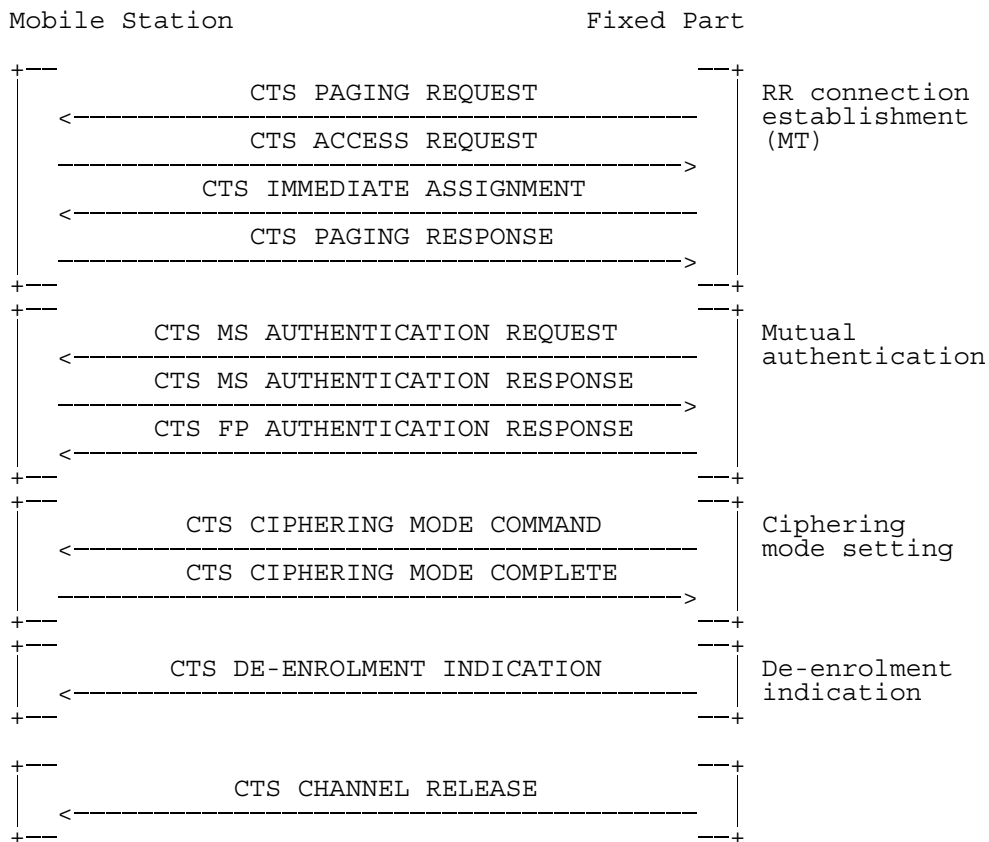 Mobile Station Fixed Part
CTS PAGING REQUEST RR connection
establishment
CTS ACCESS REQUEST (MT)
CTS IMMEDIATE ASSIGNMENT
CTS PAGING RESPONSE
CTS MS AUTHENTICATION REQUEST Mutual
authentication
CTS MS AUTHENTICATION RESPONSE
CTS FP AUTHENTICATION RESPONSE
CTS CIPHERING MODE COMMAND Ciphering
mode setting
CTS CIPHERING MODE COMPLETE
CTS DE-ENROLMENT INDICATION De-enrolment
indication
CTS CHANNEL RELEASE